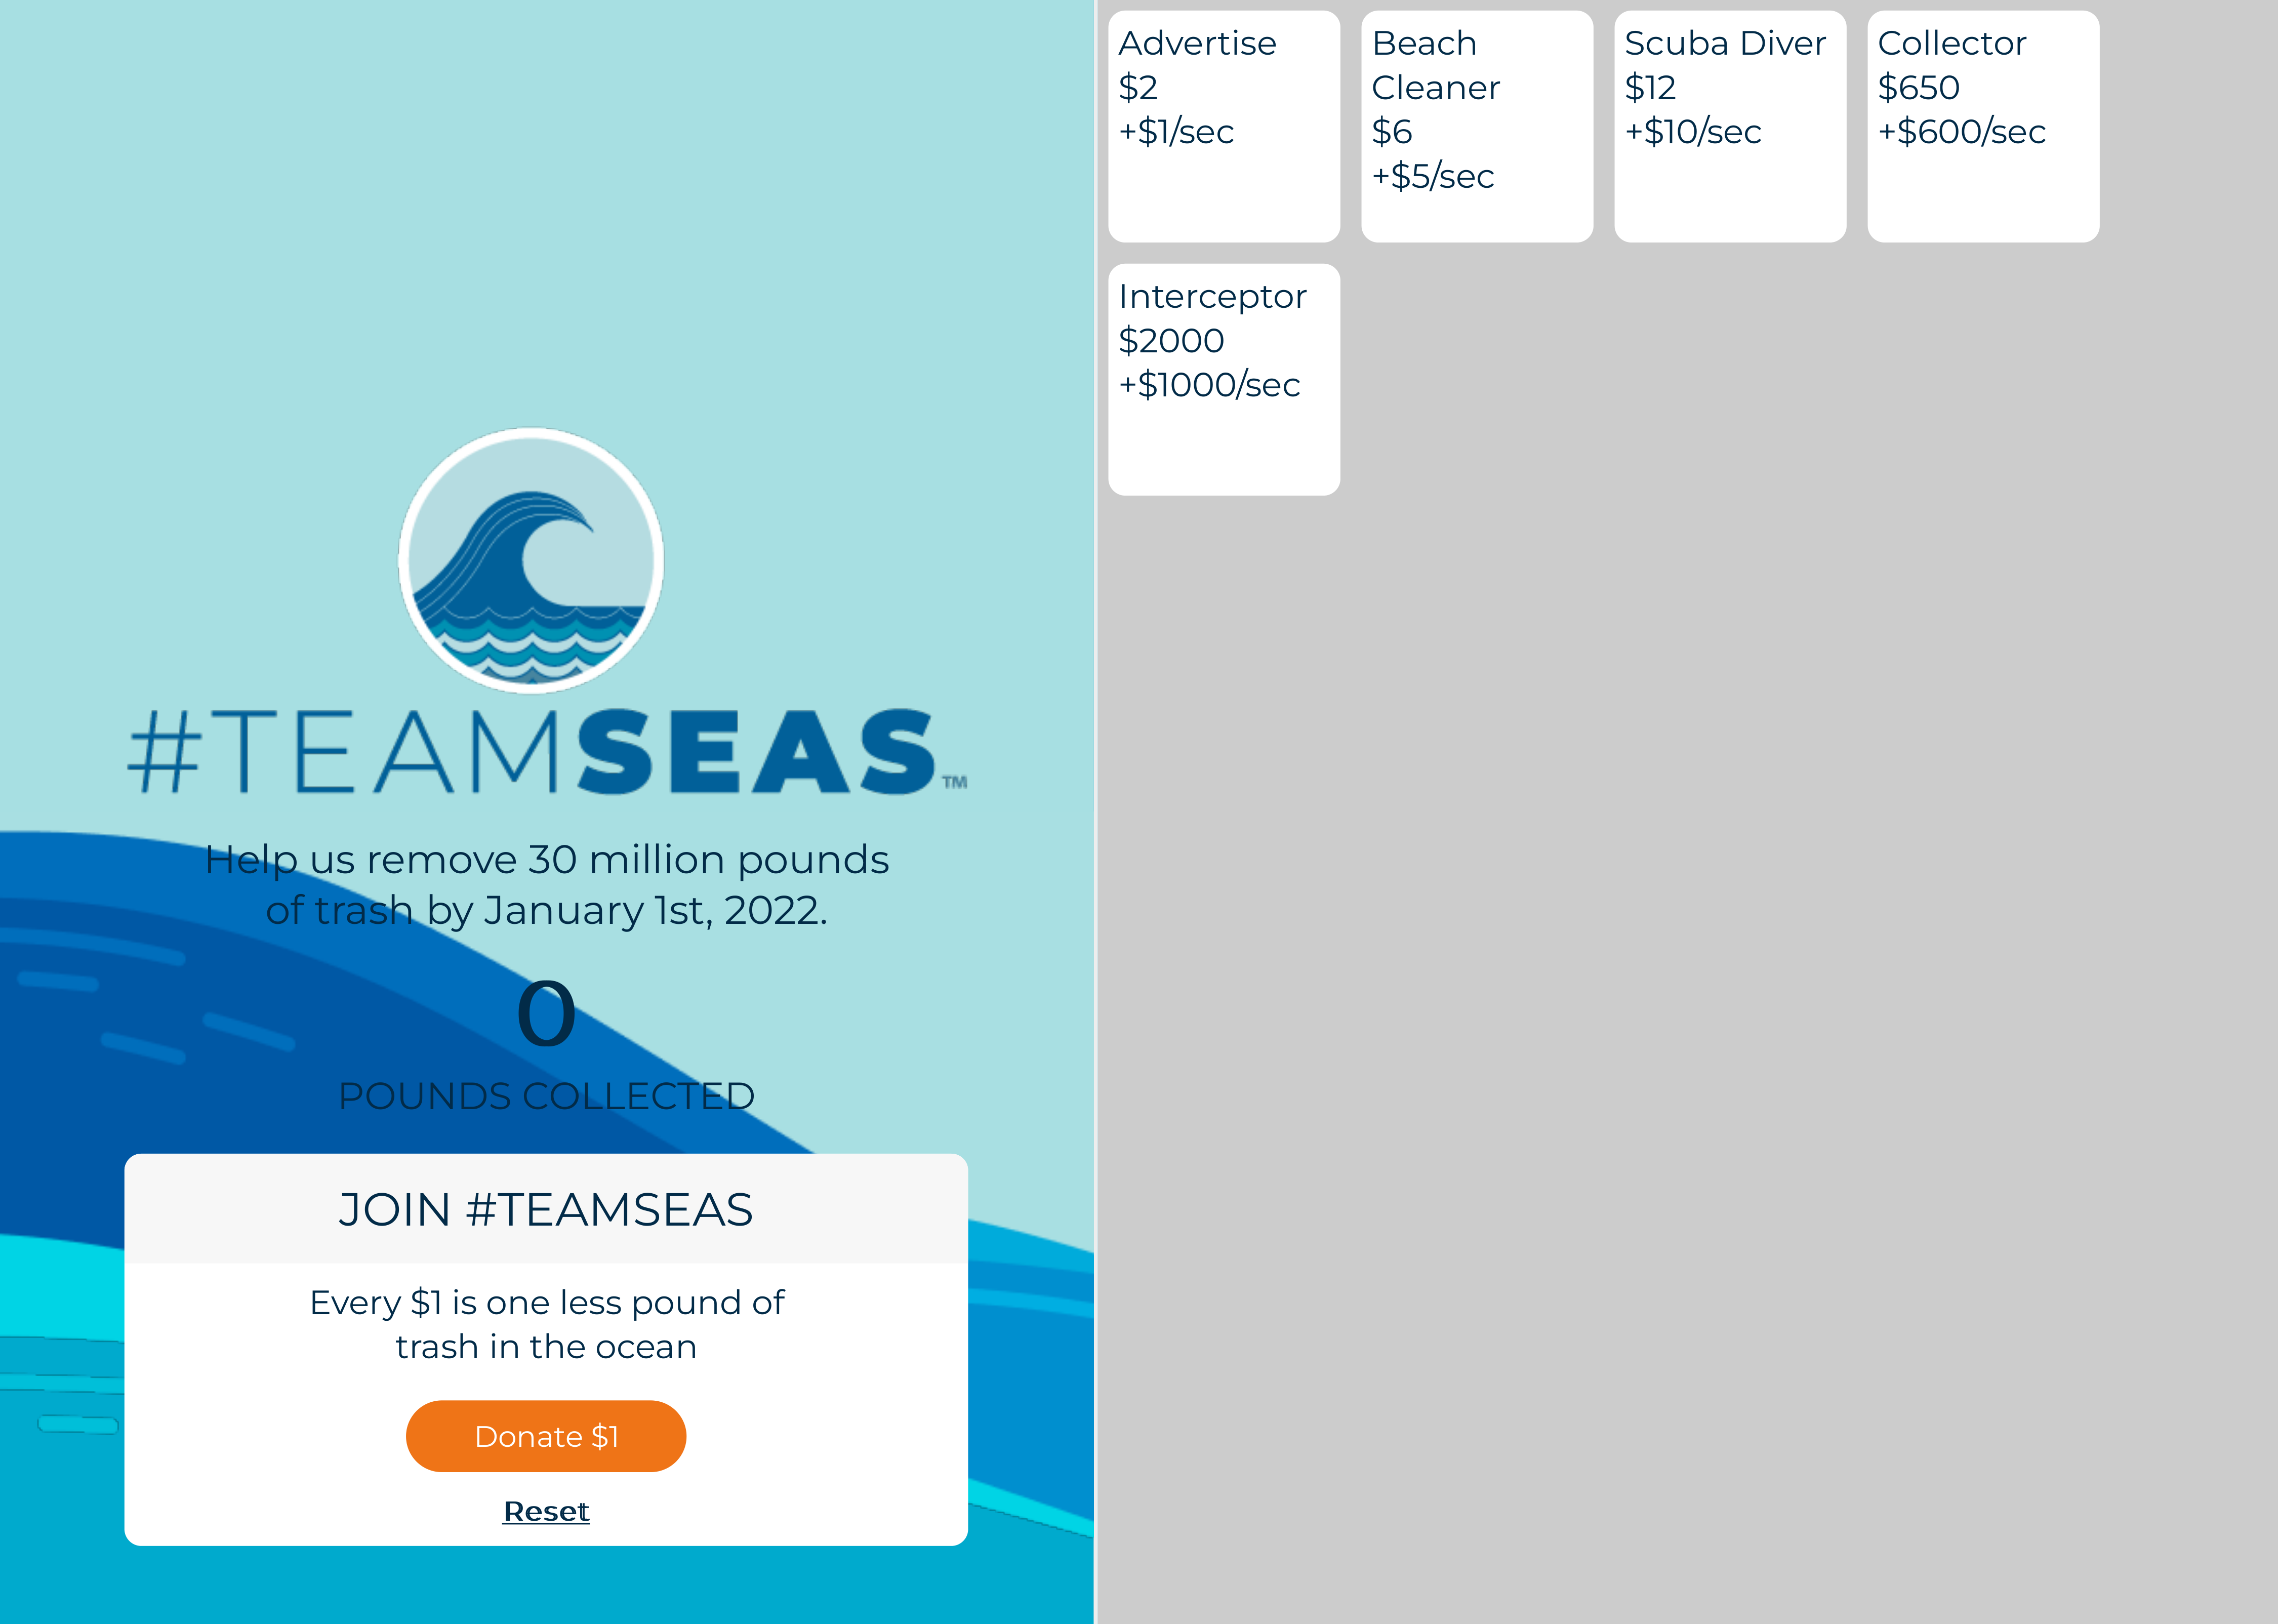 #TEAMSEAS™
Help us remove 30 million pounds
of trash by January 1st, 2022.
0
POUNDS COLLECTED
JOIN #TEAMSEAS
Every $1 is one less pound of
trash in the ocean
Donate $1
Reset
Advertise
$2
+$1/sec
Beach
Cleaner
$6
+$5/sec
Scuba Diver
$12
+$10/sec
Collector
$650
+$600/sec
Interceptor
$2000
+$1000/sec